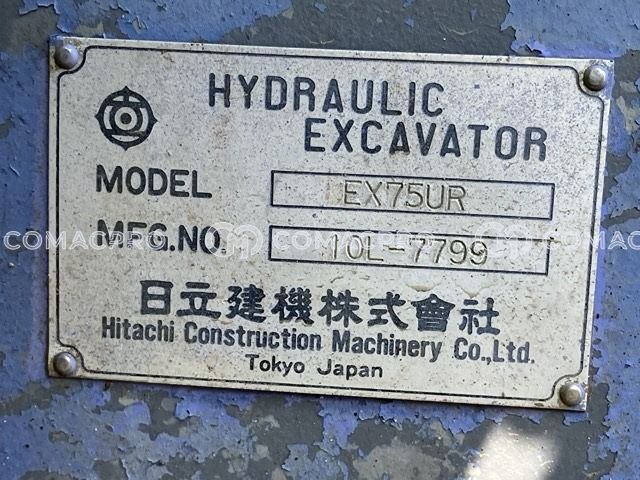 HYDRAULIC
EXCAVATOR
MODEL EX75UR
MFG.NO. 10L-7799
COMAOPRO
日立建機株式會社
Hitachi Construction Machinery Co.,Ltd.
Tokyo Japan